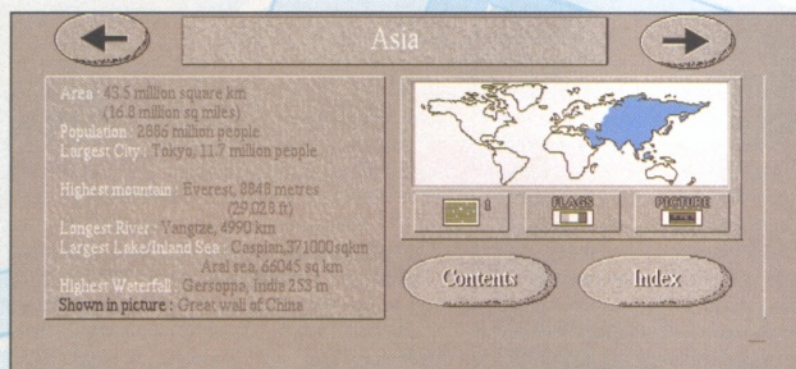 Asia
Area : 43.5 million square km
(16.8 million sq miles)
Population : 2886 million people
Largest City : Tokyo, 11.7 million people
Highest mountain : Everest, 8848 metres
(29,028 ft)
Longest River : Yangtze, 4990 km
Largest Lake/Inland Sea : Caspian,371000sqkm
Aral sea, 66045 sq km
Highest Waterfall : Gersoppa, India 253 m
Shown in picture : Great wall of China
1
FLAGS
PICTURE
Contents
Index